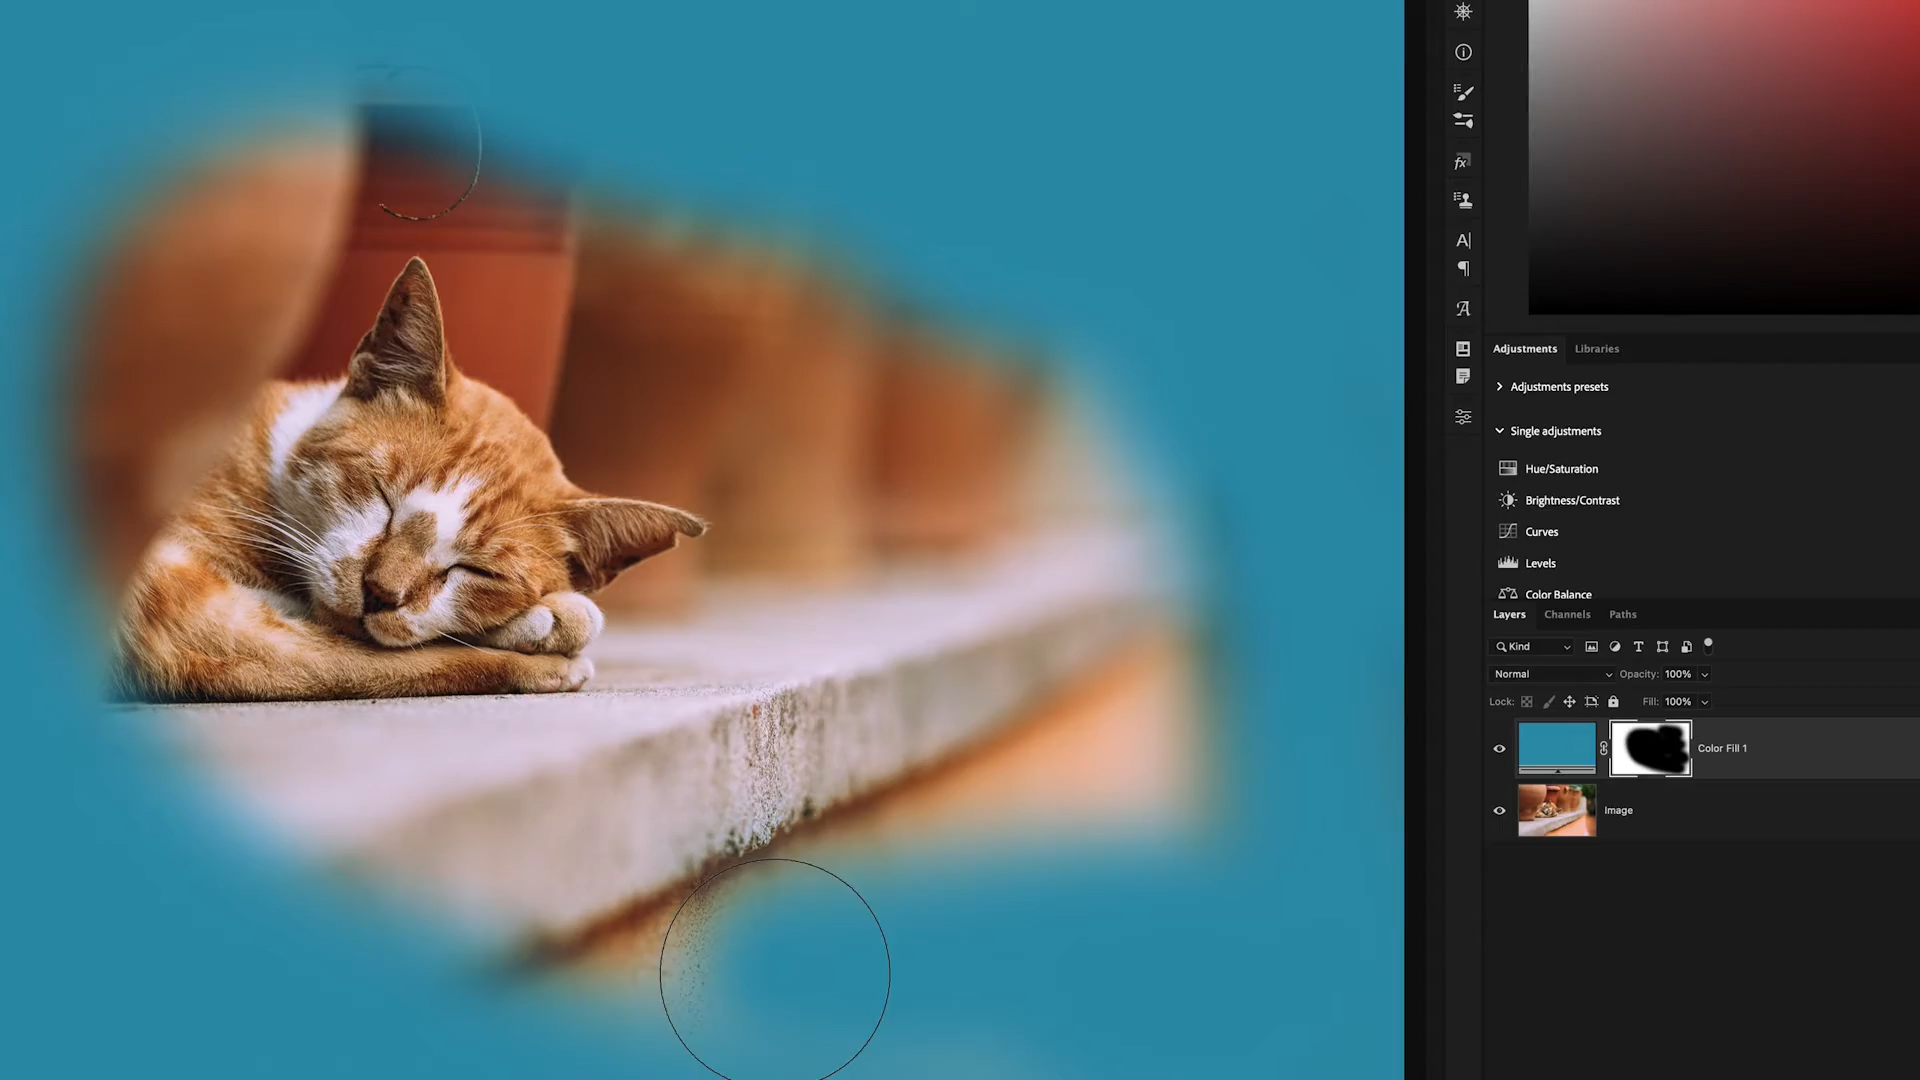 Adjustments Libraries
Adjustments presets
Single adjustments
Hue/Saturation
Brightness/Contrast
Curves
Levels
Color Balance
Layers Channels Paths
Kind
Normal Opacity: 100%
Lock: Fill: 100%
Color Fill 1
Image